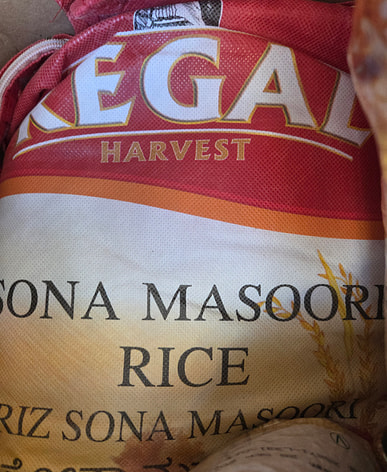 REGAL
HARVEST
SONA MASOORI
RICE
RIZ SONA MASOORI